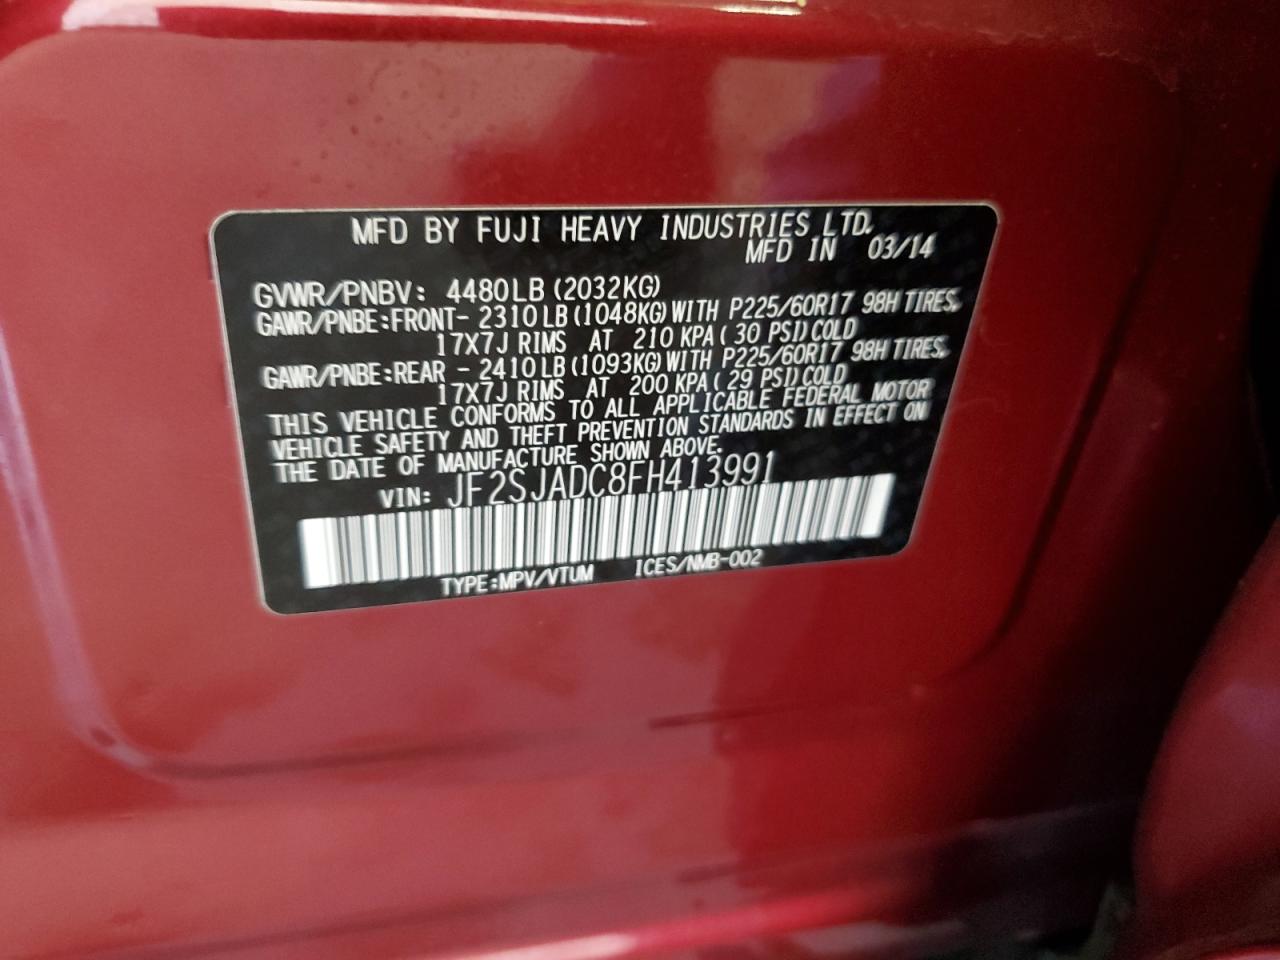 MFD BY FUJI HEAVY INDUSTRIES LTD.
MFD IN 03/14
GVWR/PNBV: 4480LB (2032KG)
GAWR/PNBE:FRONT- 2310LB(1048KG)WITH P225/60R17 98H TIRES,
17X7J RIMS AT 210 KPA( 30 PSI)COLD
GAWR/PNBE:REAR - 2410LB(1093KG)WITH P225/60R17 98H TIRES,
17X7J RIMS AT 200 KPA( 29 PSI)COLD
THIS VEHICLE CONFORMS TO ALL APPLICABLE FEDERAL MOTOR
VEHICLE SAFETY AND THEFT PREVENTION STANDARDS IN EFFECT ON
THE DATE OF MANUFACTURE SHOWN ABOVE.
VIN: JF2SJADC8FH413991
TYPE:MPV/VTUM ICES/NMB-002